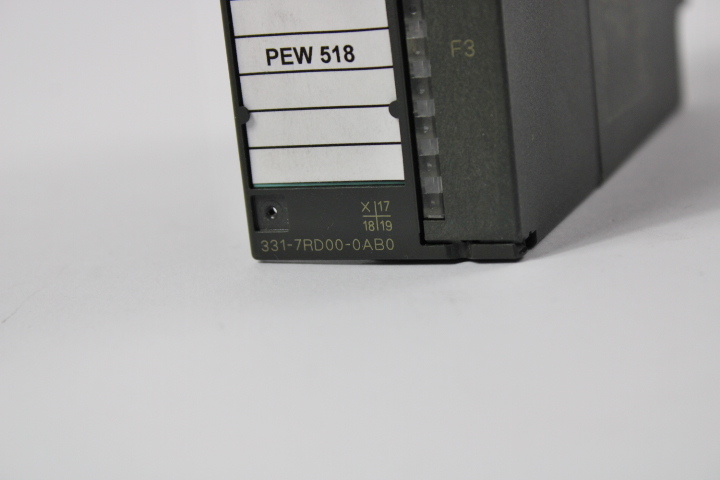 PEW 518
F3
X 17
18 19
331-7RD00-0AB0